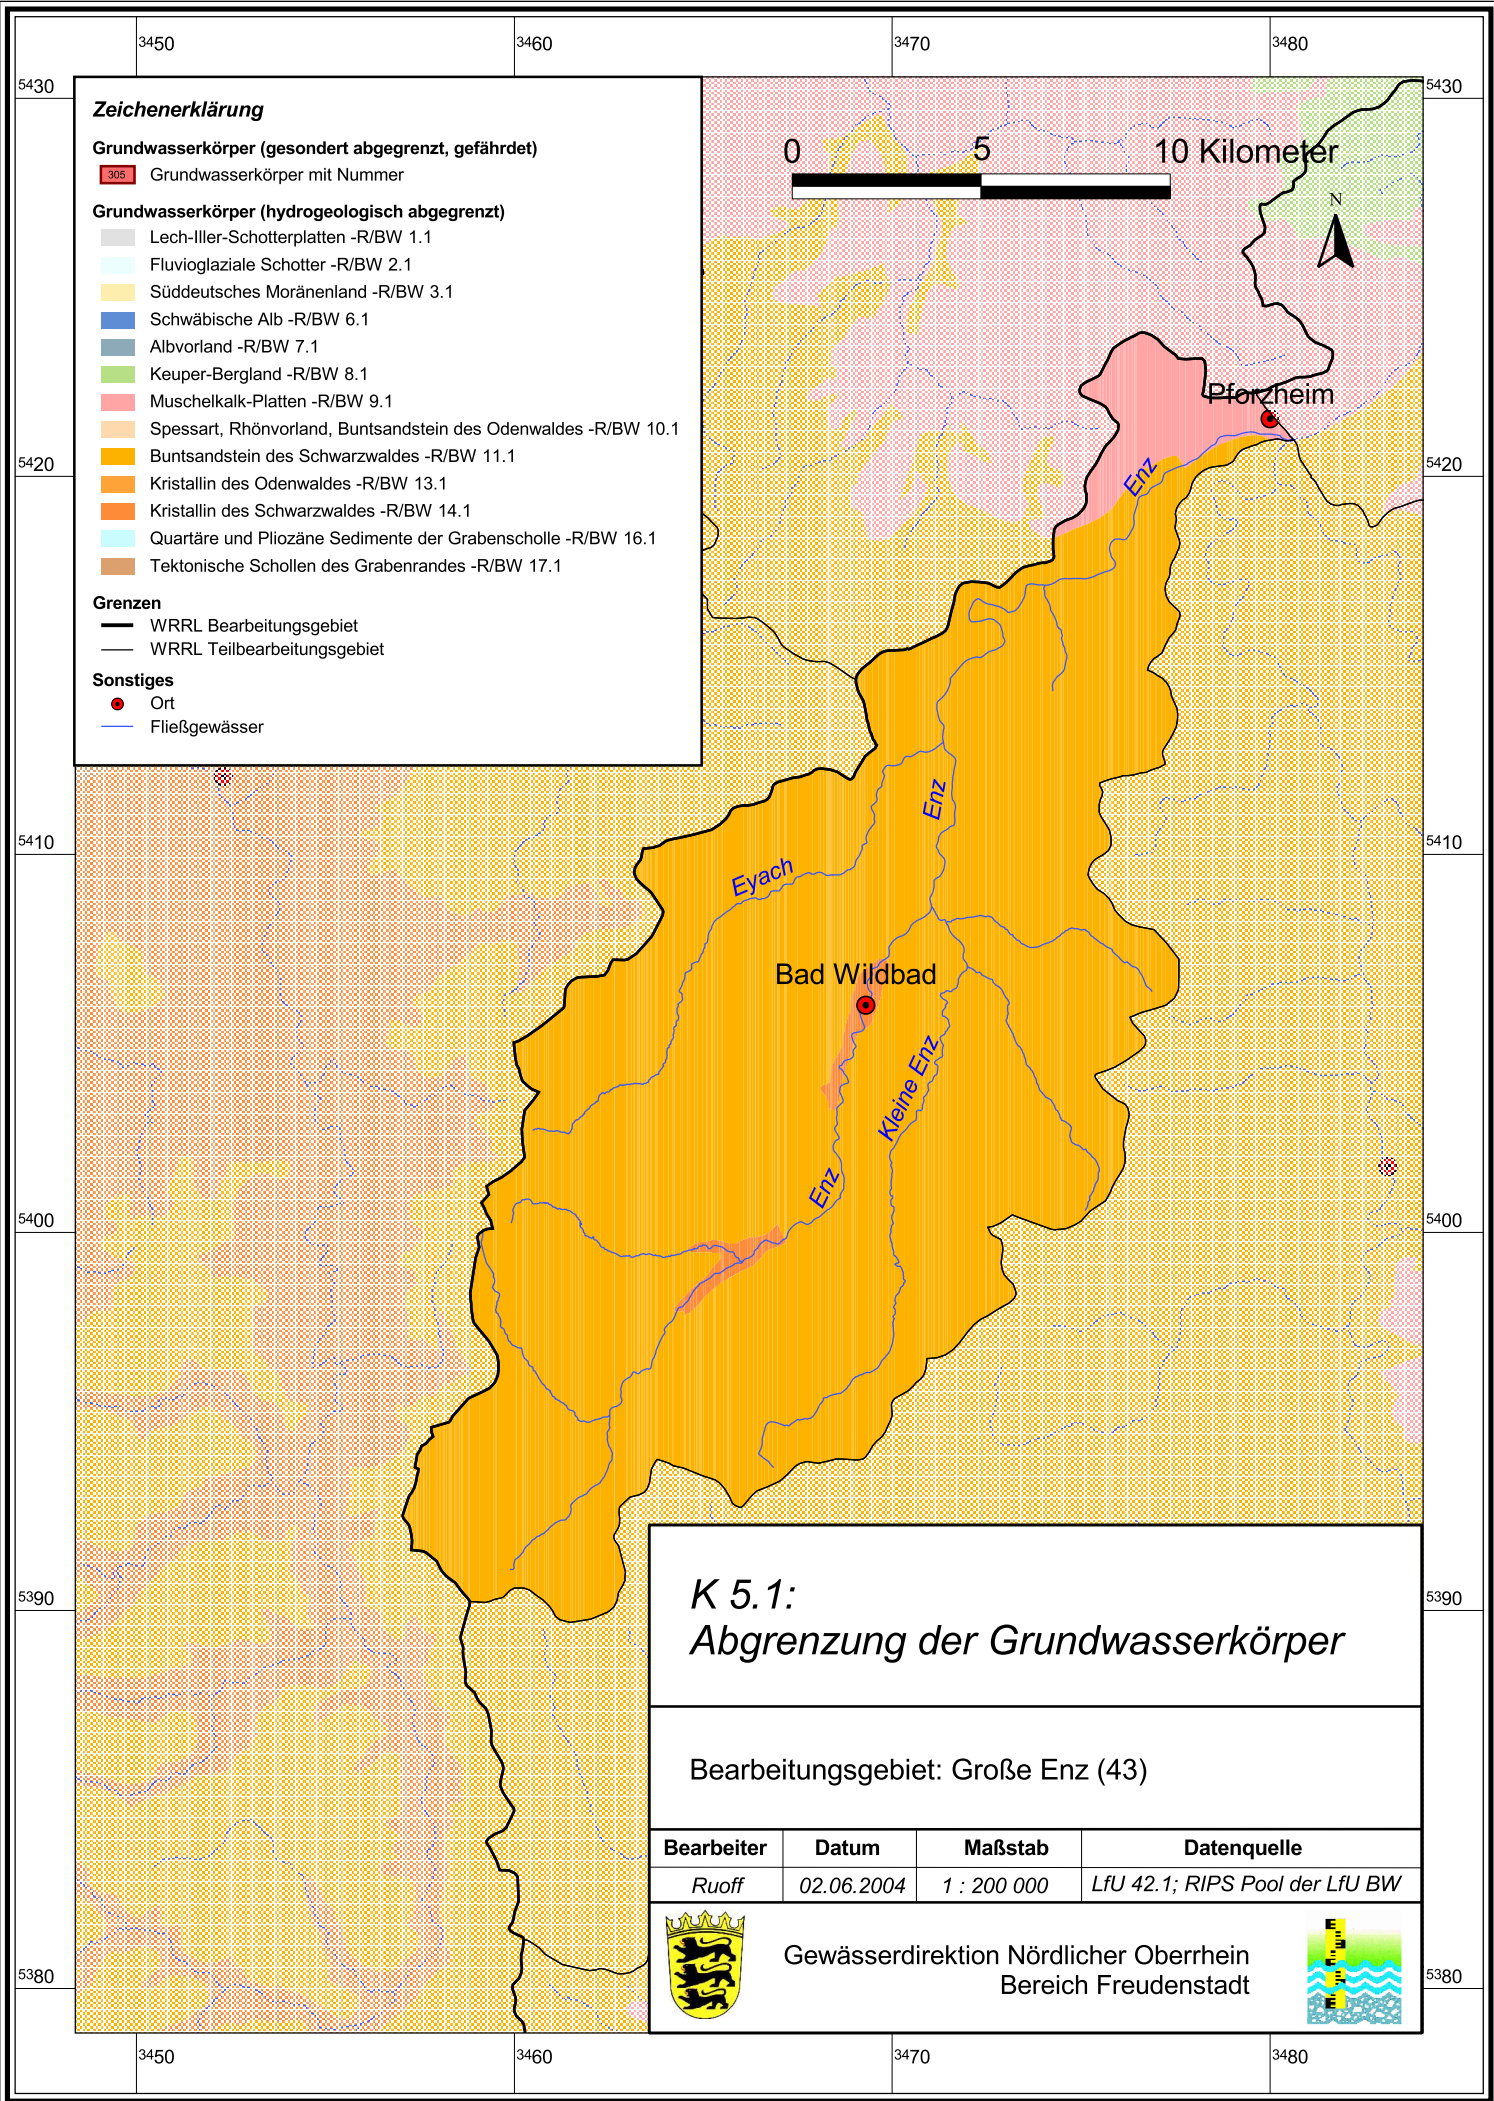 3450
3460
3470
3480
5430
5430
Zeichenerklärung
Grundwasserkörper (gesondert abgegrenzt, gefährdet)
305 Grundwasserkörper mit Nummer
Grundwasserkörper (hydrogeologisch abgegrenzt)
Lech-Iller-Schotterplatten -R/BW 1.1
Fluvioglaziale Schotter -R/BW 2.1
Süddeutsches Moränenland -R/BW 3.1
Schwäbische Alb -R/BW 6.1
Albvorland -R/BW 7.1
Keuper-Bergland -R/BW 8.1
Muschelkalk-Platten -R/BW 9.1
Spessart, Rhönvorland, Buntsandstein des Odenwaldes -R/BW 10.1
Buntsandstein des Schwarzwaldes -R/BW 11.1
Kristallin des Odenwaldes -R/BW 13.1
Kristallin des Schwarzwaldes -R/BW 14.1
Quartäre und Pliozäne Sedimente der Grabenscholle -R/BW 16.1
Tektonische Schollen des Grabenrandes -R/BW 17.1
Grenzen
WRRL Bearbeitungsgebiet
WRRL Teilbearbeitungsgebiet
Sonstiges
Ort
Fließgewässer
0 5 10 Kilometer
N
Pforzheim
5420
5420
Enz
Enz
5410
5410
Eyach
Bad Wildbad
Kleine Enz
Enz
5400
5400
5390
5390
K 5.1:
Abgrenzung der Grundwasserkörper
Bearbeitungsgebiet: Große Enz (43)
Bearbeiter Datum Maßstab Datenquelle
Ruoff 02.06.2004 1 : 200 000 LfU 42.1; RIPS Pool der LfU BW
Gewässerdirektion Nördlicher Oberrhein
Bereich Freudenstadt
5380
5380
3450
3460
3470
3480